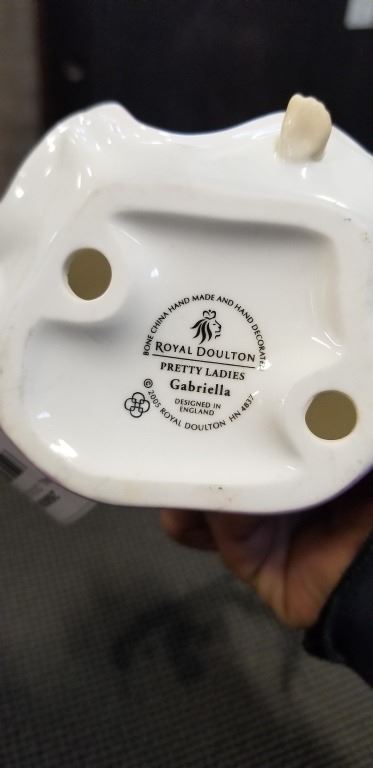 BONE CHINA HAND MADE AND HAND DECORATED
ROYAL DOULTON
PRETTY LADIES
Gabriella
DESIGNED IN
ENGLAND
© 2005 ROYAL DOULTON HN 4837